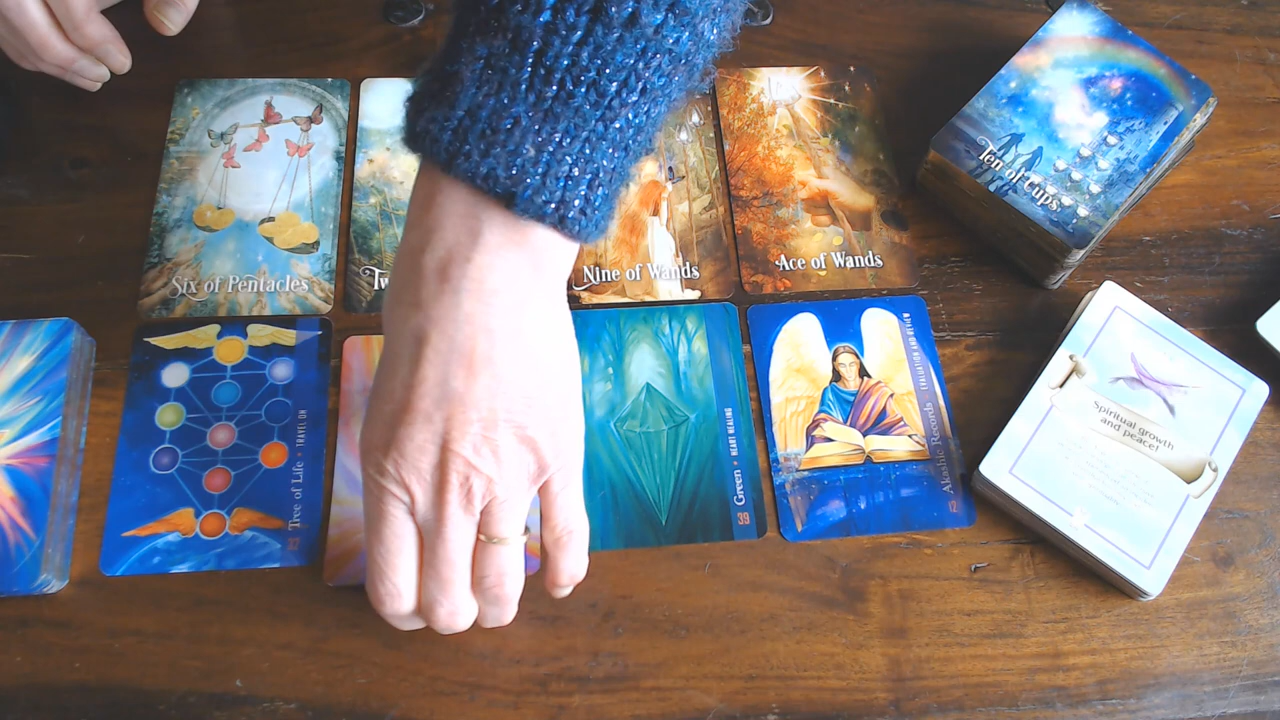 Six of Pentacles
Tw
Nine of Wands
Ace of Wands
Ten of Cups
Tree of Life • TRAVEL ON
Green • HEART HEALING
39
Akashic Records EVALUATION AND REVIEW
12
Spiritual growth
and peace!